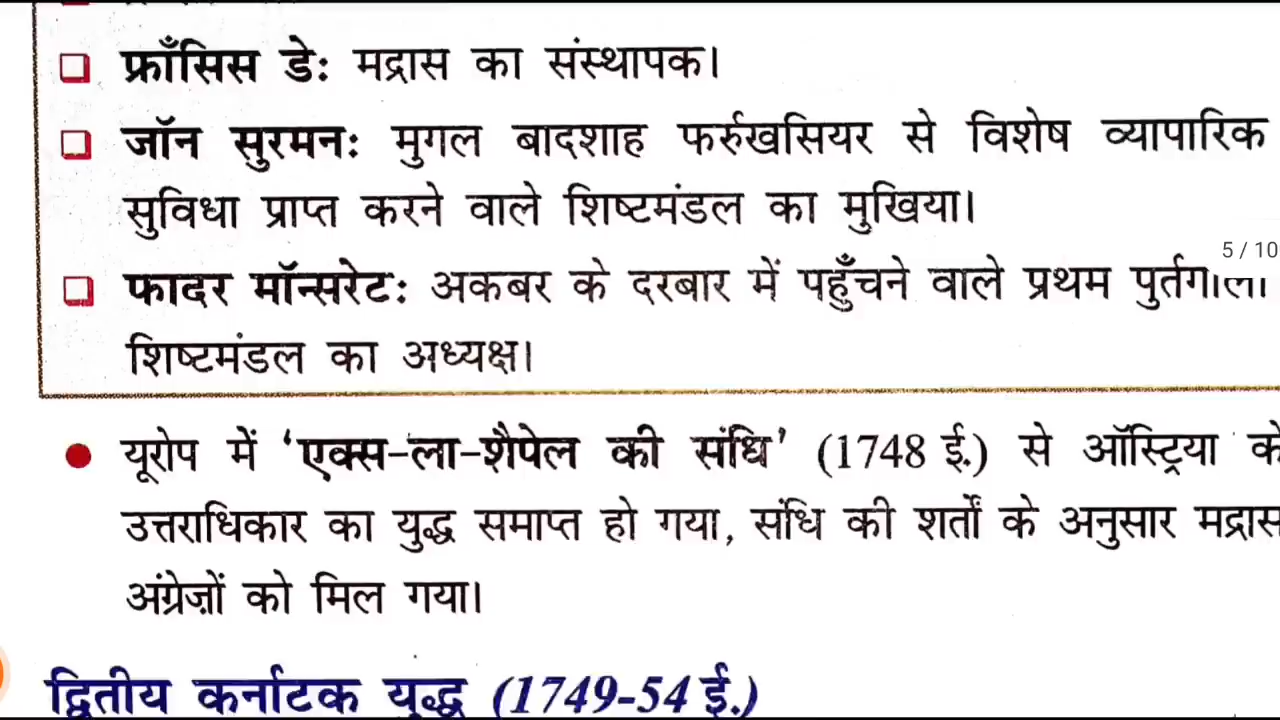 फ्राँसिस डेः मद्रास का संस्थापक।
जॉन सुरमनः मुगल बादशाह फर्रुखसियर से विशेष व्यापारिक
सुविधा प्राप्त करने वाले शिष्टमंडल का मुखिया।
5 / 10
फादर मॉन्सरेटः अकबर के दरबार में पहुँचने वाले प्रथम पुर्तगाली
शिष्टमंडल का अध्यक्ष।
यूरोप में ‘एक्स-ला-शैपेल की संधि’ (1748 ई.) से ऑस्ट्रिया के
उत्तराधिकार का युद्ध समाप्त हो गया, संधि की शर्तों के अनुसार मद्रास
अंग्रेज़ों को मिल गया।
द्वितीय कर्नाटक युद्ध (1749-54 ई.)